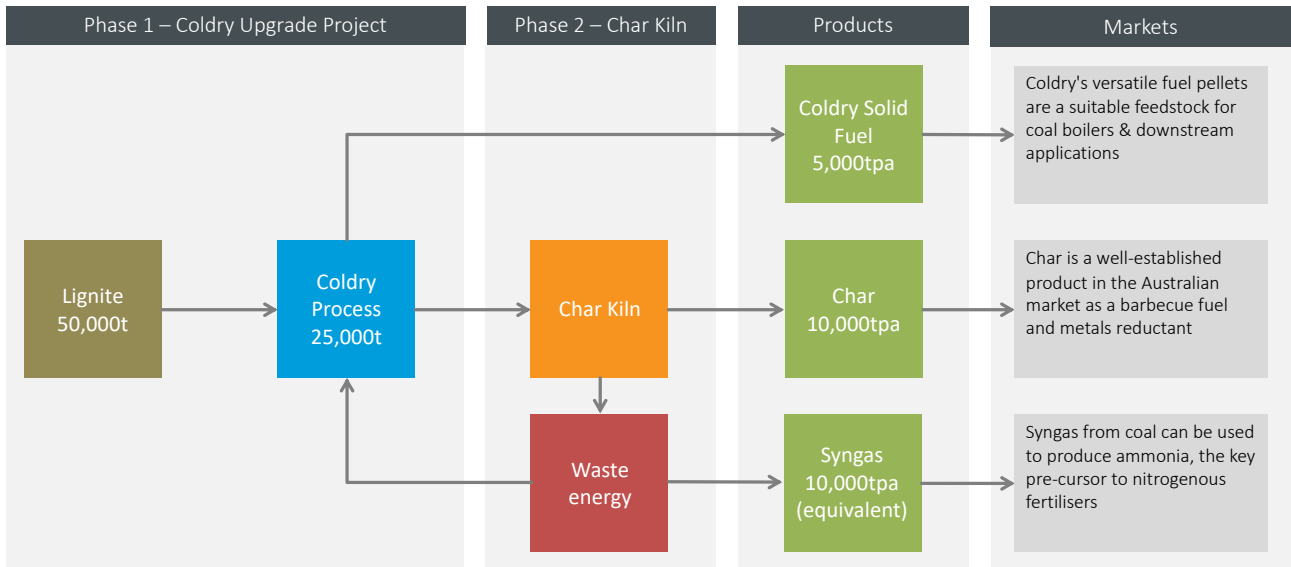 Phase 1 – Coldry Upgrade Project
Phase 2 – Char Kiln
Products
Markets
Coldry Solid
Fuel
5,000tpa
Coldry's versatile fuel pellets
are a suitable feedstock for
coal boilers & downstream
applications
Lignite
50,000t
Coldry
Process
25,000t
Char Kiln
Char
10,000tpa
Char is a well-established
product in the Australian
market as a barbecue fuel
and metals reductant
Waste
energy
Syngas
10,000tpa
(equivalent)
Syngas from coal can be used
to produce ammonia, the key
pre-cursor to nitrogenous
fertilisers